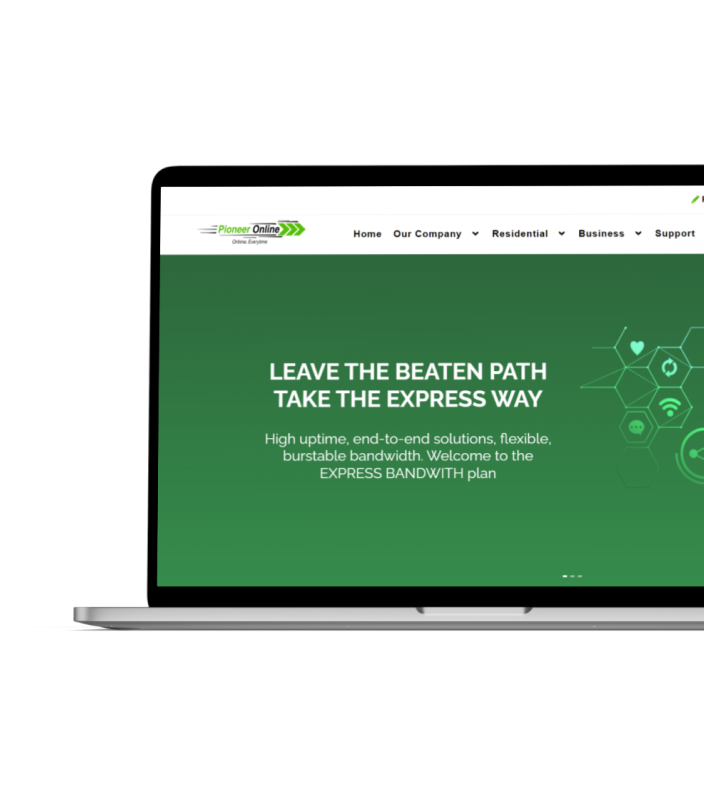 Pioneer Online
Online. Everytime
Home Our Company Residential Business Support
LEAVE THE BEATEN PATH
TAKE THE EXPRESS WAY
High uptime, end-to-end solutions, flexible,
burstable bandwidth. Welcome to the
EXPRESS BANDWITH plan